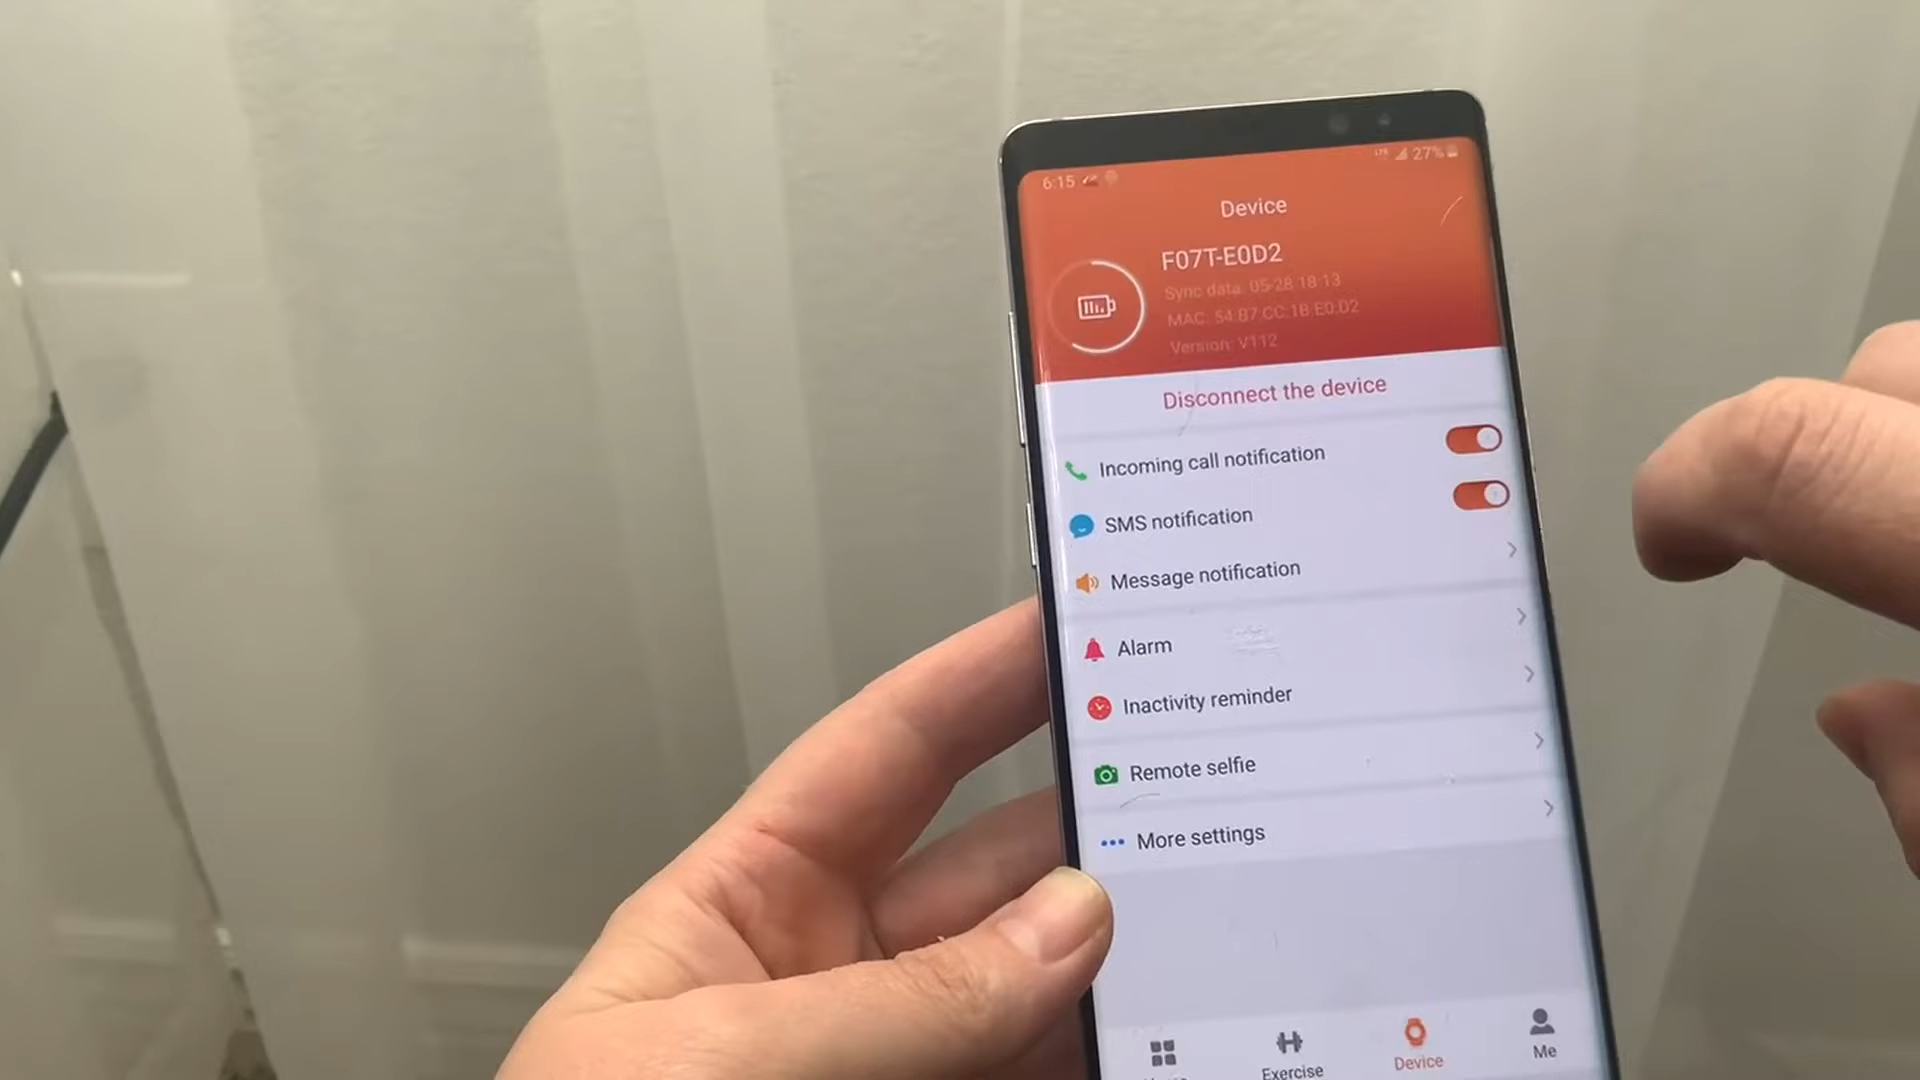 6:15
LTE 27%
Device
F07T-E0D2
Sync data: 05-28 18:13
MAC: 54:B7:CC:1B:E0:D2
Version: V112
Disconnect the device
Incoming call notification
SMS notification
Message notification
Alarm
Inactivity reminder
Remote selfie
More settings
Exercise
Device
Me